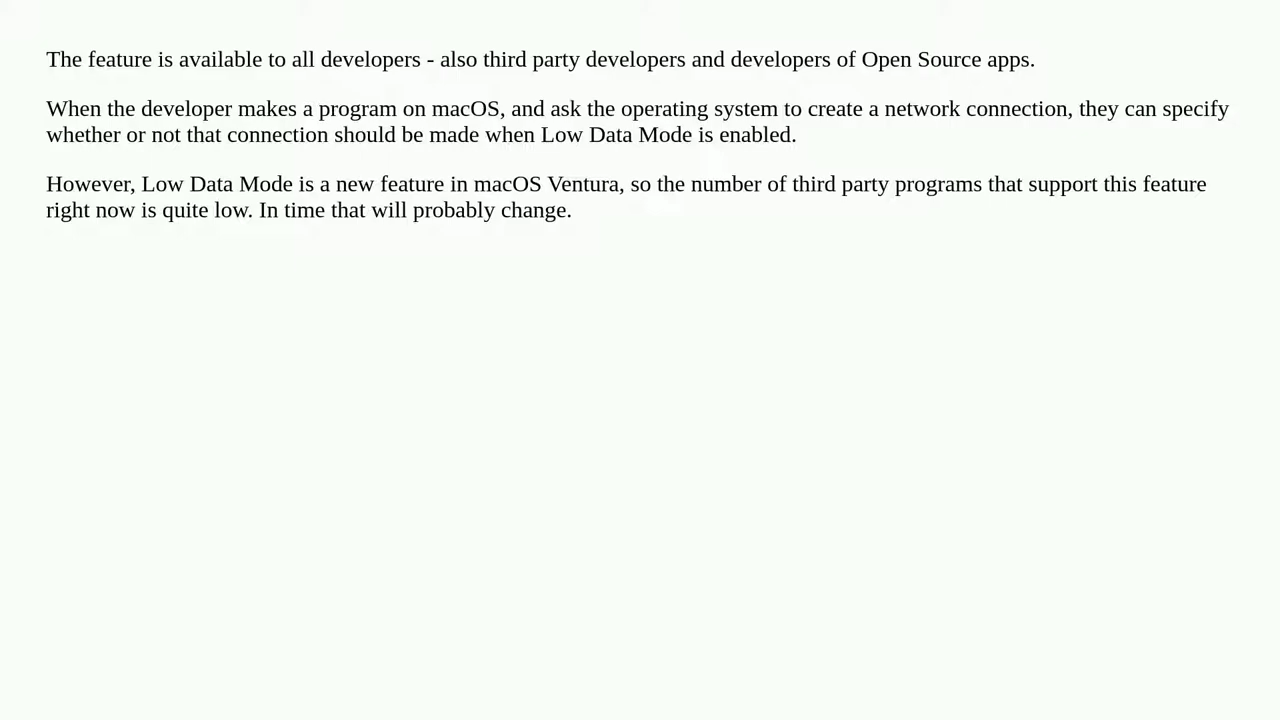 The feature is available to all developers - also third party developers and developers of Open Source apps.
When the developer makes a program on macOS, and ask the operating system to create a network connection, they can specify
whether or not that connection should be made when Low Data Mode is enabled.
However, Low Data Mode is a new feature in macOS Ventura, so the number of third party programs that support this feature
right now is quite low. In time that will probably change.